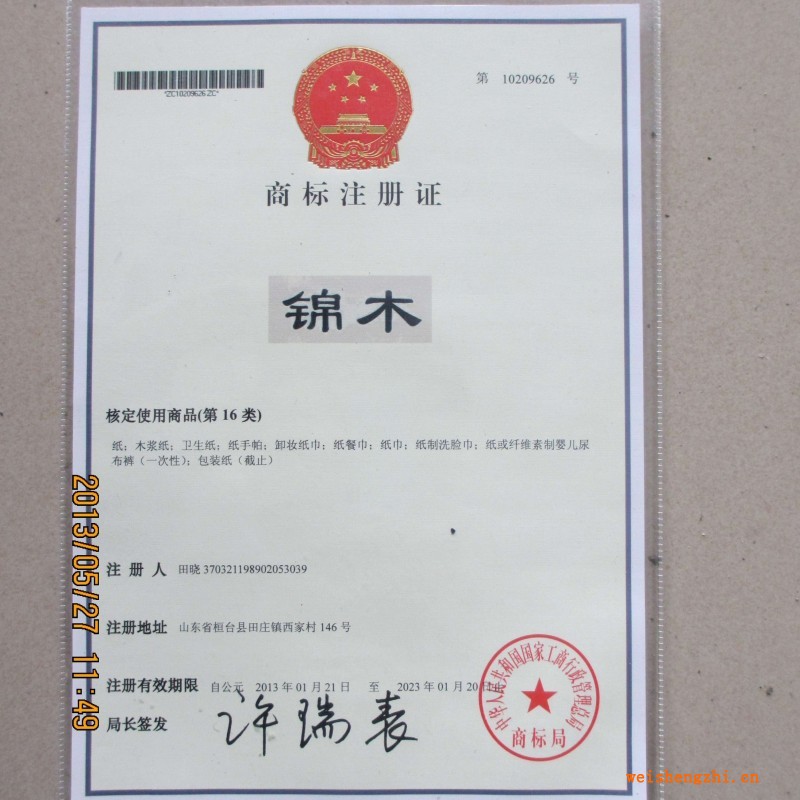 第 10209626 号
*ZC10209626ZC*
商标注册证
锦木
核定使用商品(第 16 类)
纸；木浆纸；卫生纸；纸手帕；卸妆纸巾；纸餐巾；纸巾；纸制洗脸巾；纸或纤维素制婴儿尿
布裤（一次性）；包装纸（截止）
注 册 人 田晓 370321198902053039
注册地址 山东省桓台县田庄镇西家村 146 号
注册有效期限 自公元 2013 年 01 月 21 日 至 2023 年 01 月 20 日止
局长签发 许瑞表
中华人民共和国国家工商行政管理总局
商标局
2013/05/27 11:49
weishengzhi.cn